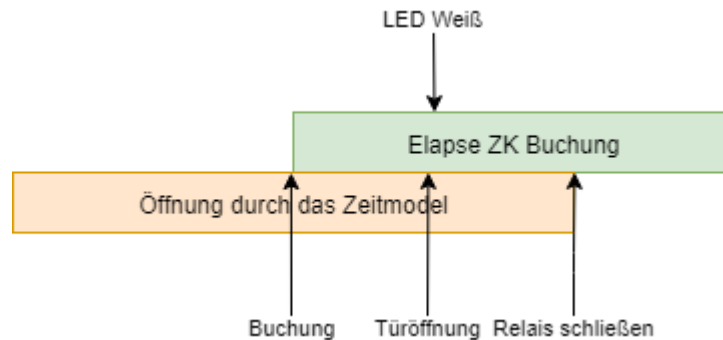 LED Weiß
Elapse ZK Buchung
Öffnung durch das Zeitmodel
Buchung
Türöffnung
Relais schließen